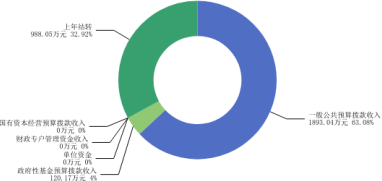 上年结转
988.05万元 32.92%
一般公共预算拨款收入
1893.04万元 63.08%
国有资本经营预算拨款收入
0万元 0%
财政专户管理资金收入
0万元 0%
单位资金
0万元 0%
政府性基金预算拨款收入
120.17万元 4%